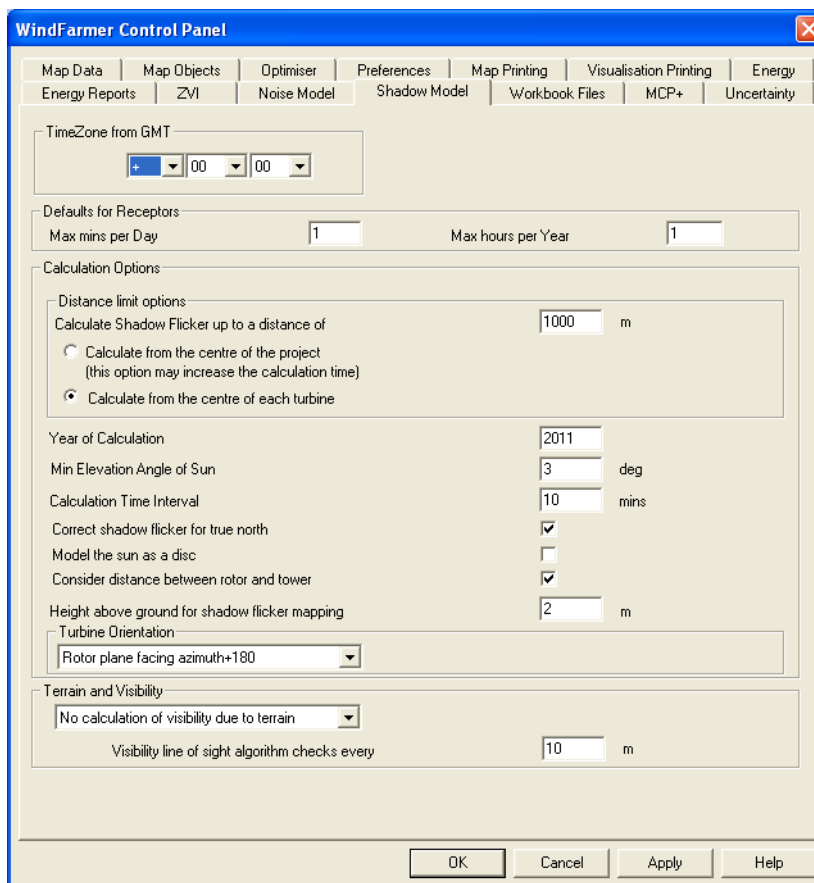 WindFarmer Control Panel
Map Data Map Objects Optimiser Preferences Map Printing Visualisation Printing Energy
Energy Reports ZVI Noise Model Shadow Model Workbook Files MCP+ Uncertainty
TimeZone from GMT
+ 00 00
Defaults for Receptors
Max mins per Day 1 Max hours per Year 1
Calculation Options
Distance limit options
Calculate Shadow Flicker up to a distance of 1000 m
Calculate from the centre of the project
(this option may increase the calculation time)
Calculate from the centre of each turbine
Year of Calculation 2011
Min Elevation Angle of Sun 3 deg
Calculation Time Interval 10 mins
Correct shadow flicker for true north
Model the sun as a disc
Consider distance between rotor and tower
Height above ground for shadow flicker mapping 2 m
Turbine Orientation
Rotor plane facing azimuth+180
Terrain and Visibility
No calculation of visibility due to terrain
Visibility line of sight algorithm checks every 10 m
OK Cancel Apply Help